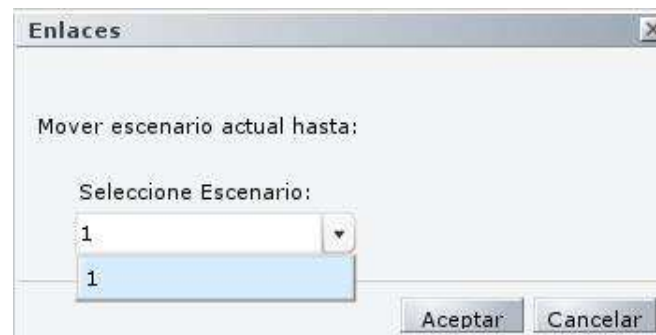 Enlaces
Mover escenario actual hasta:
Seleccione Escenario:
1
1
Aceptar Cancelar